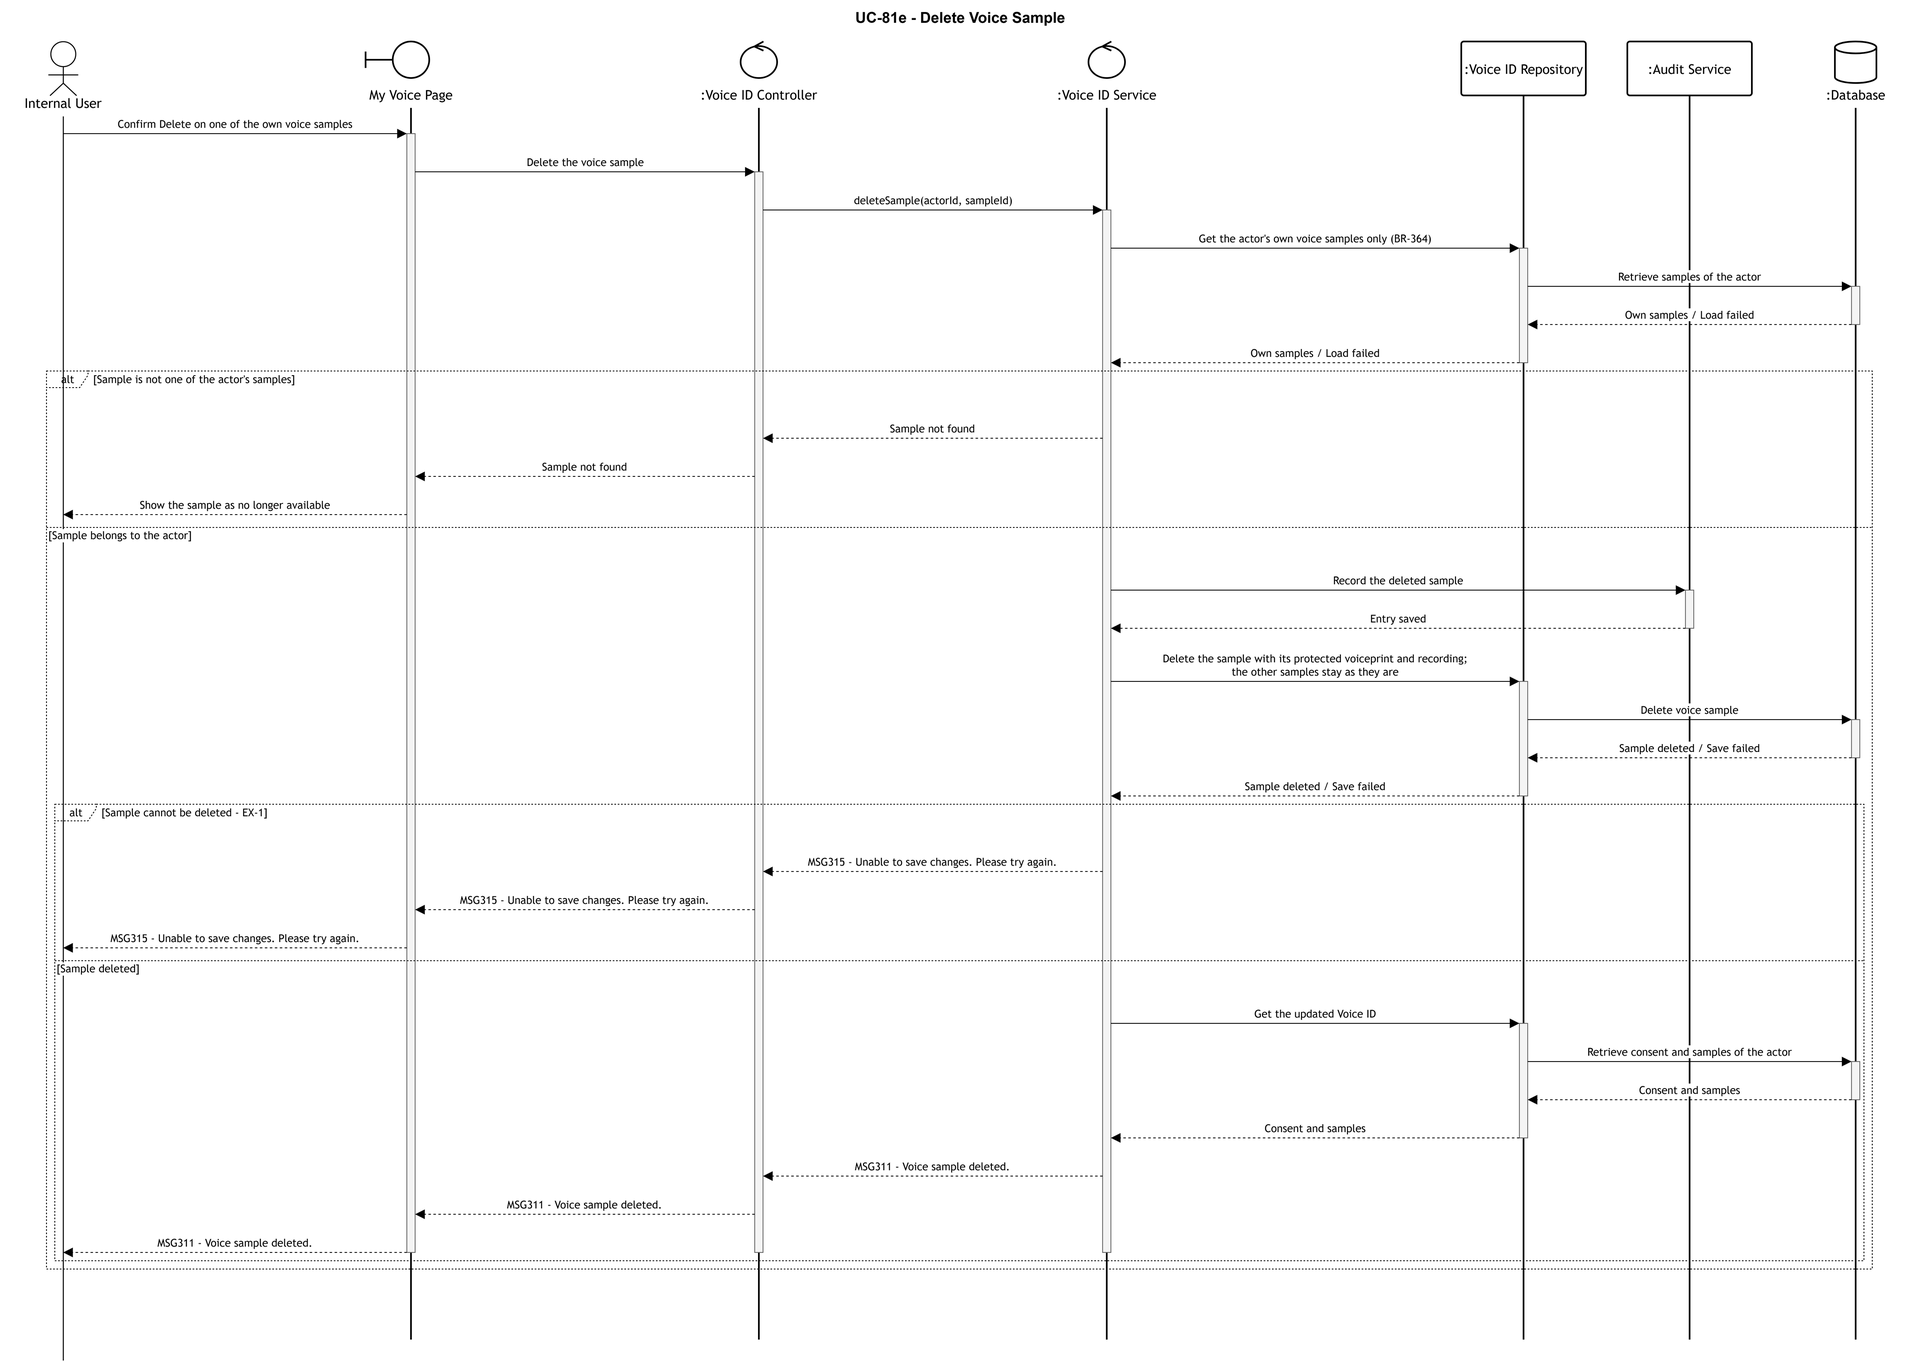 UC-81e - Delete Voice Sample
Internal User
My Voice Page
:Voice ID Controller
:Voice ID Service
:Voice ID Repository
:Audit Service
:Database
Confirm Delete on one of the own voice samples
Delete the voice sample
deleteSample(actorId, sampleId)
Get the actor's own voice samples only (BR-364)
Retrieve samples of the actor
Own samples / Load failed
Own samples / Load failed
alt
[Sample is not one of the actor's samples]
Sample not found
Sample not found
Show the sample as no longer available
[Sample belongs to the actor]
Record the deleted sample
Entry saved
Delete the sample with its protected voiceprint and recording;
the other samples stay as they are
Delete voice sample
Sample deleted / Save failed
Sample deleted / Save failed
alt
[Sample cannot be deleted - EX-1]
MSG315 - Unable to save changes. Please try again.
MSG315 - Unable to save changes. Please try again.
MSG315 - Unable to save changes. Please try again.
[Sample deleted]
Get the updated Voice ID
Retrieve consent and samples of the actor
Consent and samples
Consent and samples
MSG311 - Voice sample deleted.
MSG311 - Voice sample deleted.
MSG311 - Voice sample deleted.